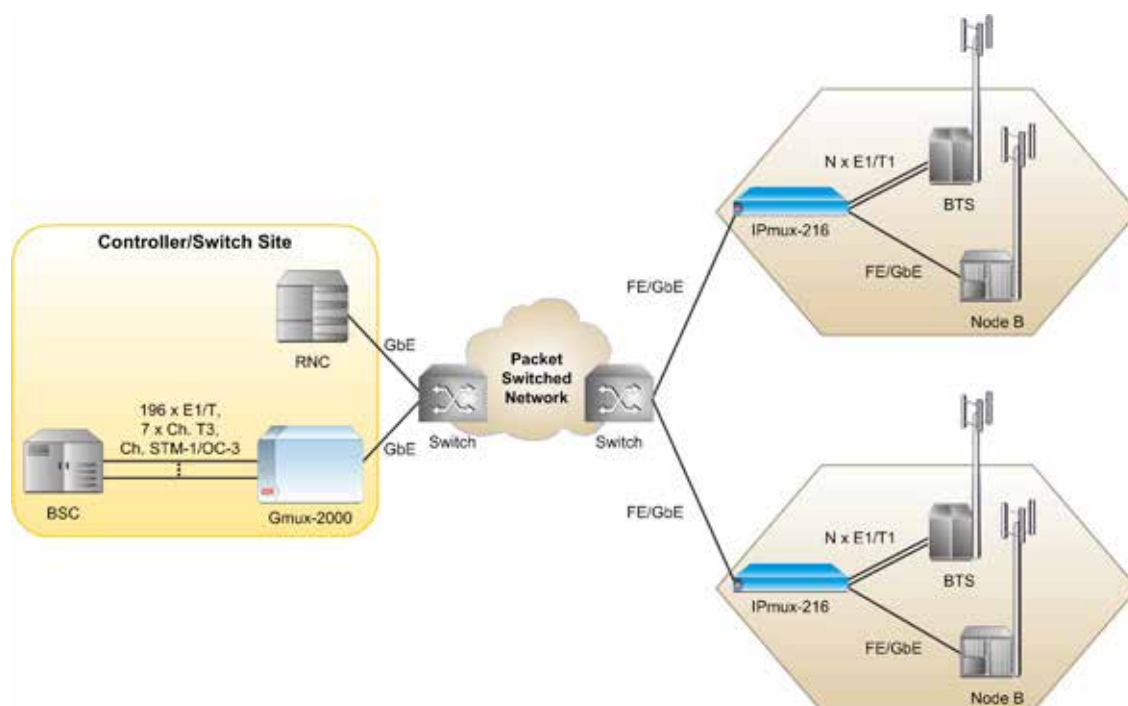 Controller/Switch Site
RNC
196 x E1/T,
7 x Ch. T3,
Ch, STM-1/OC-3
BSC
Gmux-2000
GbE
GbE
Switch
Packet
Switched
Network
Switch
FE/GbE
FE/GbE
N x E1/T1
BTS
IPmux-216
FE/GbE
Node B
N x E1/T1
BTS
IPmux-216
FE/GbE
Node B